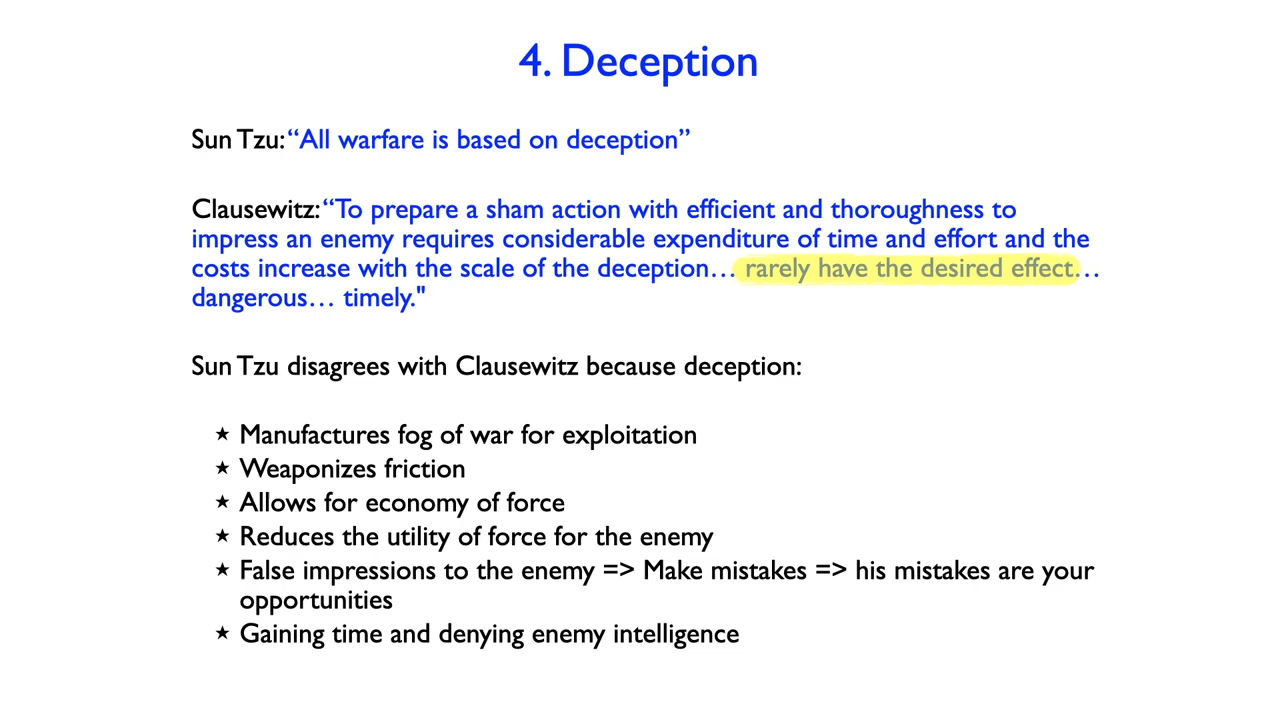 4. Deception
Sun Tzu: “All warfare is based on deception”
Clausewitz: “To prepare a sham action with efficient and thoroughness to
impress an enemy requires considerable expenditure of time and effort and the
costs increase with the scale of the deception… rarely have the desired effect…
dangerous… timely."
Sun Tzu disagrees with Clausewitz because deception:
★ Manufactures fog of war for exploitation
★ Weaponizes friction
★ Allows for economy of force
★ Reduces the utility of force for the enemy
★ False impressions to the enemy => Make mistakes => his mistakes are your
opportunities
★ Gaining time and denying enemy intelligence